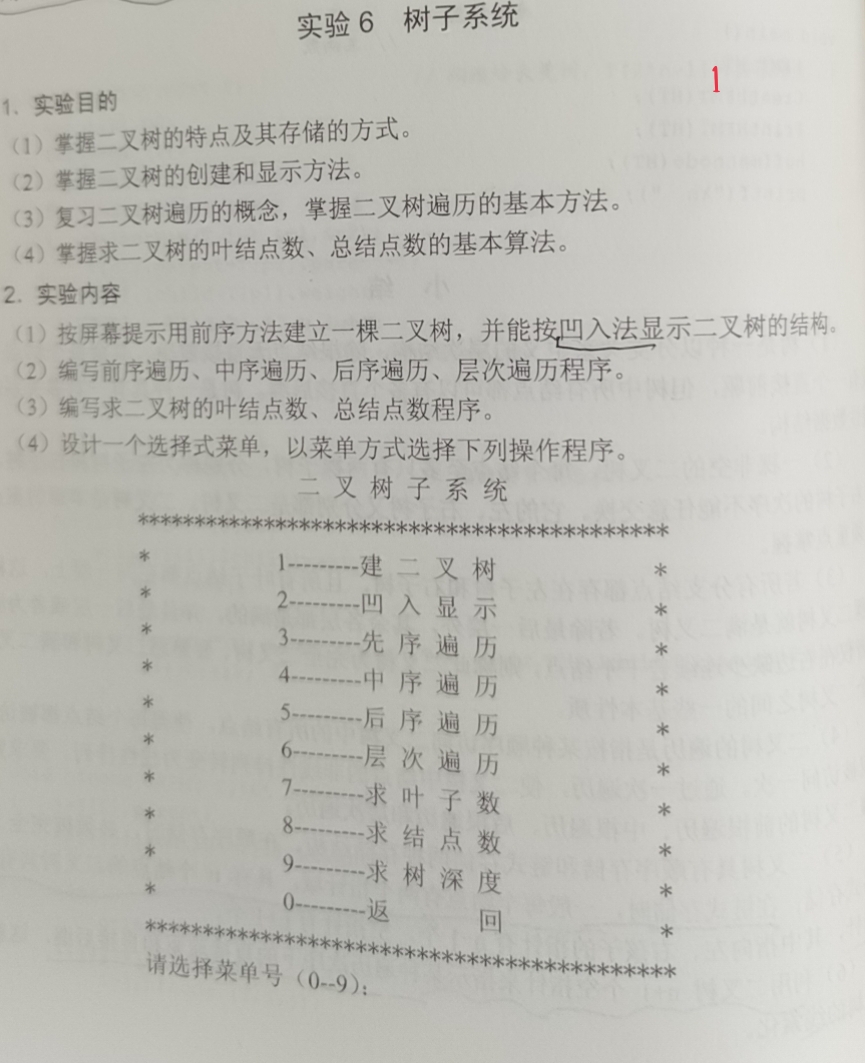 实验6 树子系统
1
1. 实验目的
(1) 掌握二叉树的特点及其存储的方式。
(2) 掌握二叉树的创建和显示方法。
(3) 复习二叉树遍历的概念，掌握二叉树遍历的基本方法。
(4) 掌握求二叉树的叶结点数、总结点数的基本算法。
2. 实验内容
(1) 按屏幕提示用前序方法建立一棵二叉树，并能按凹入法显示二叉树的结构。
(2) 编写前序遍历、中序遍历、后序遍历、层次遍历程序。
(3) 编写求二叉树的叶结点数、总结点数程序。
(4) 设计一个选择式菜单，以菜单方式选择下列操作程序。
二 叉 树 子 系 统
*******************************************
* 1---------建 二 叉 树 *
* 2---------凹 入 显 示 *
* 3---------先 序 遍 历 *
* 4---------中 序 遍 历 *
* 5---------后 序 遍 历 *
* 6---------层 次 遍 历 *
* 7---------求 叶 子 数 *
* 8---------求 结 点 数 *
* 9---------求 树 深 度 *
* 0---------返 回 *
*******************************************
请选择菜单号（0--9）: